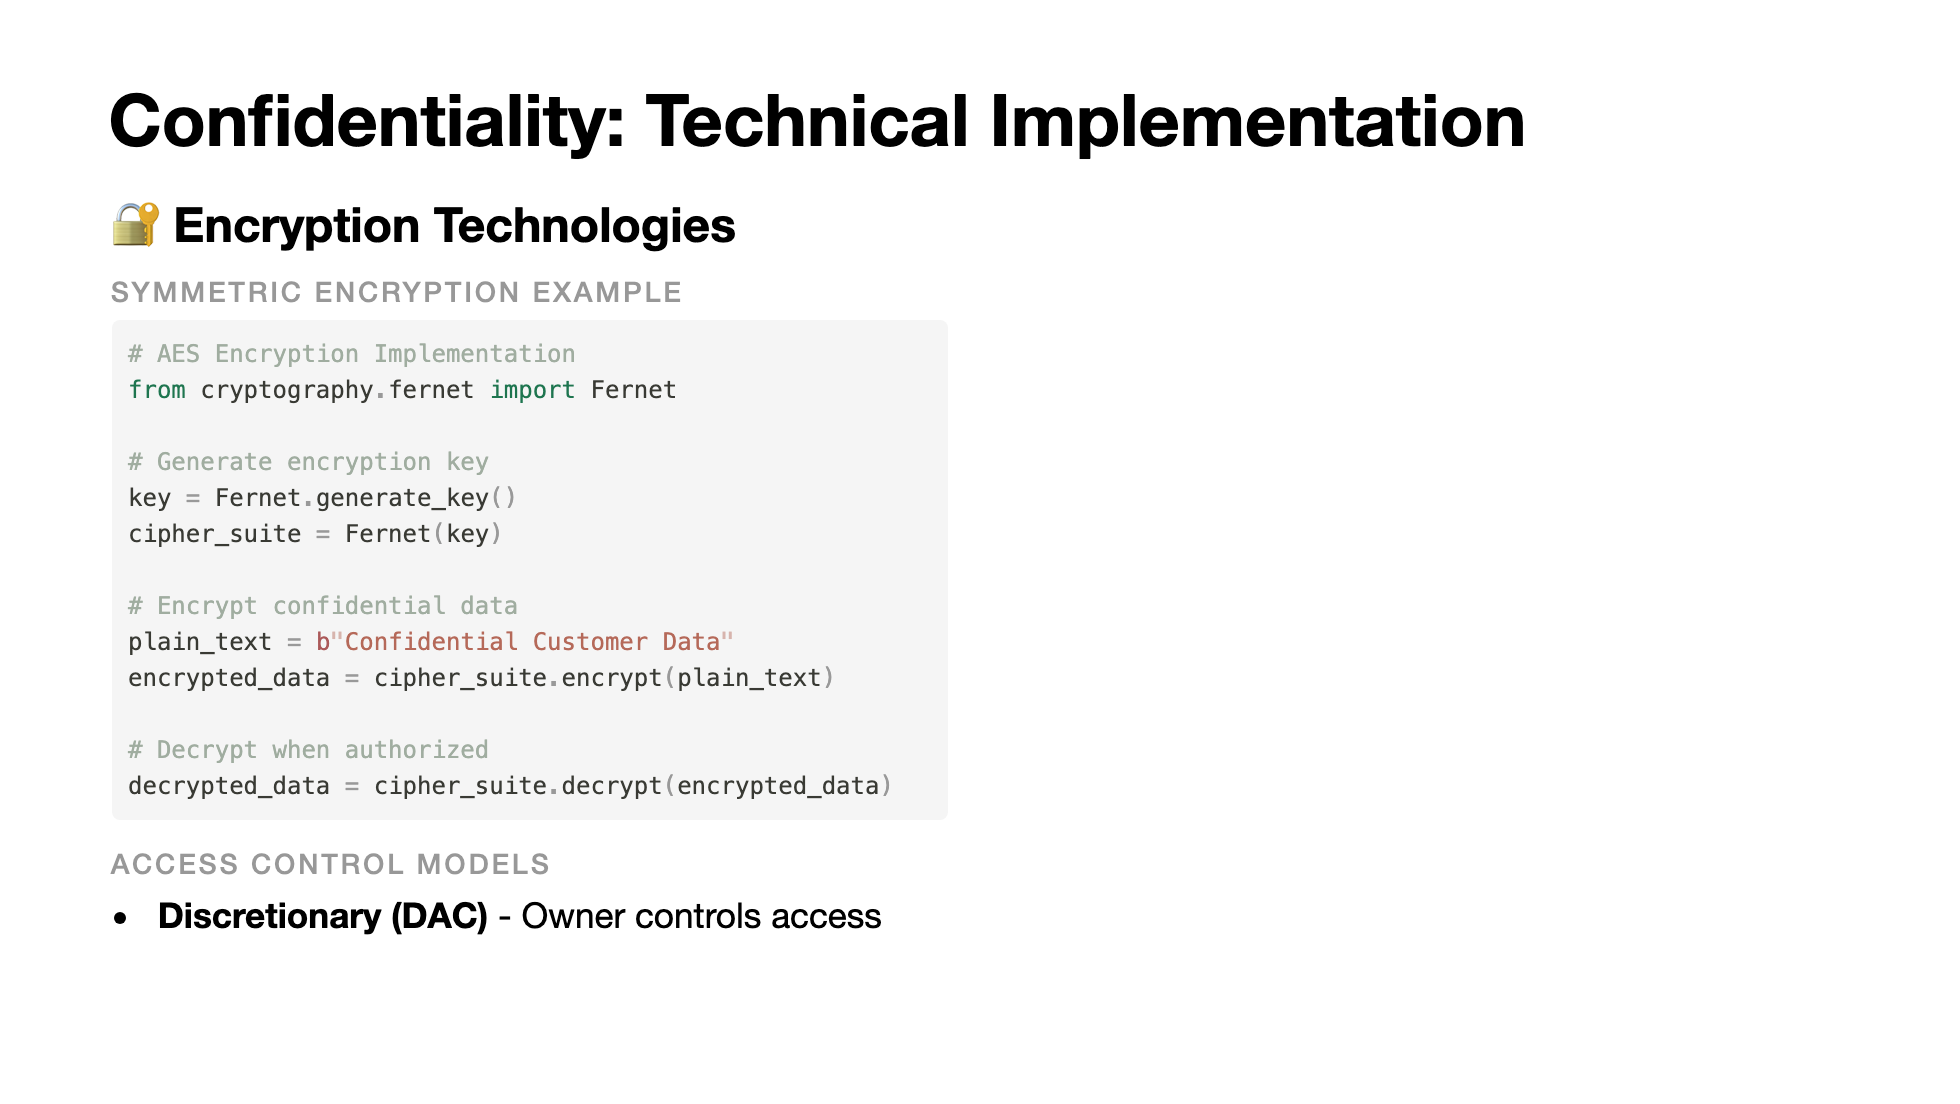 Confidentiality: Technical Implementation
🔐 Encryption Technologies
SYMMETRIC ENCRYPTION EXAMPLE
# AES Encryption Implementation
from cryptography.fernet import Fernet
# Generate encryption key
key = Fernet.generate_key()
cipher_suite = Fernet(key)
# Encrypt confidential data
plain_text = b"Confidential Customer Data"
encrypted_data = cipher_suite.encrypt(plain_text)
# Decrypt when authorized
decrypted_data = cipher_suite.decrypt(encrypted_data)
ACCESS CONTROL MODELS
• Discretionary (DAC) - Owner controls access